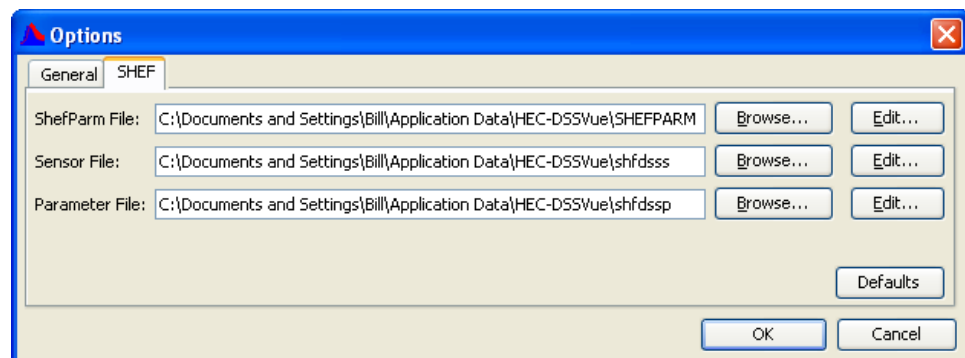 Options
General SHEF
ShefParm File: C:\Documents and Settings\Bill\Application Data\HEC-DSSVue\SHEFPARM Browse... Edit...
Sensor File: C:\Documents and Settings\Bill\Application Data\HEC-DSSVue\shfdsss Browse... Edit...
Parameter File: C:\Documents and Settings\Bill\Application Data\HEC-DSSVue\shfdssp Browse... Edit...
Defaults
OK Cancel